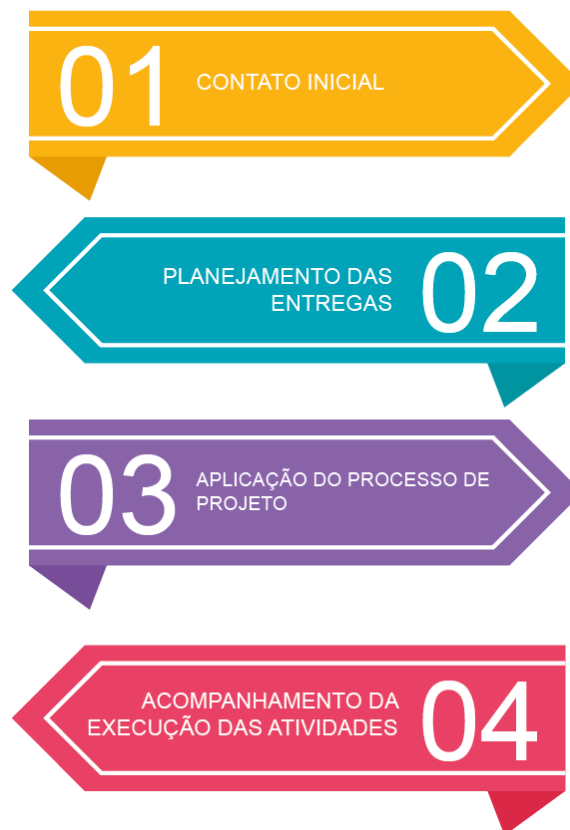 01
CONTATO INICIAL
PLANEJAMENTO DAS
ENTREGAS
02
03
APLICAÇÃO DO PROCESSO DE
PROJETO
ACOMPANHAMENTO DA
EXECUÇÃO DAS ATIVIDADES
04